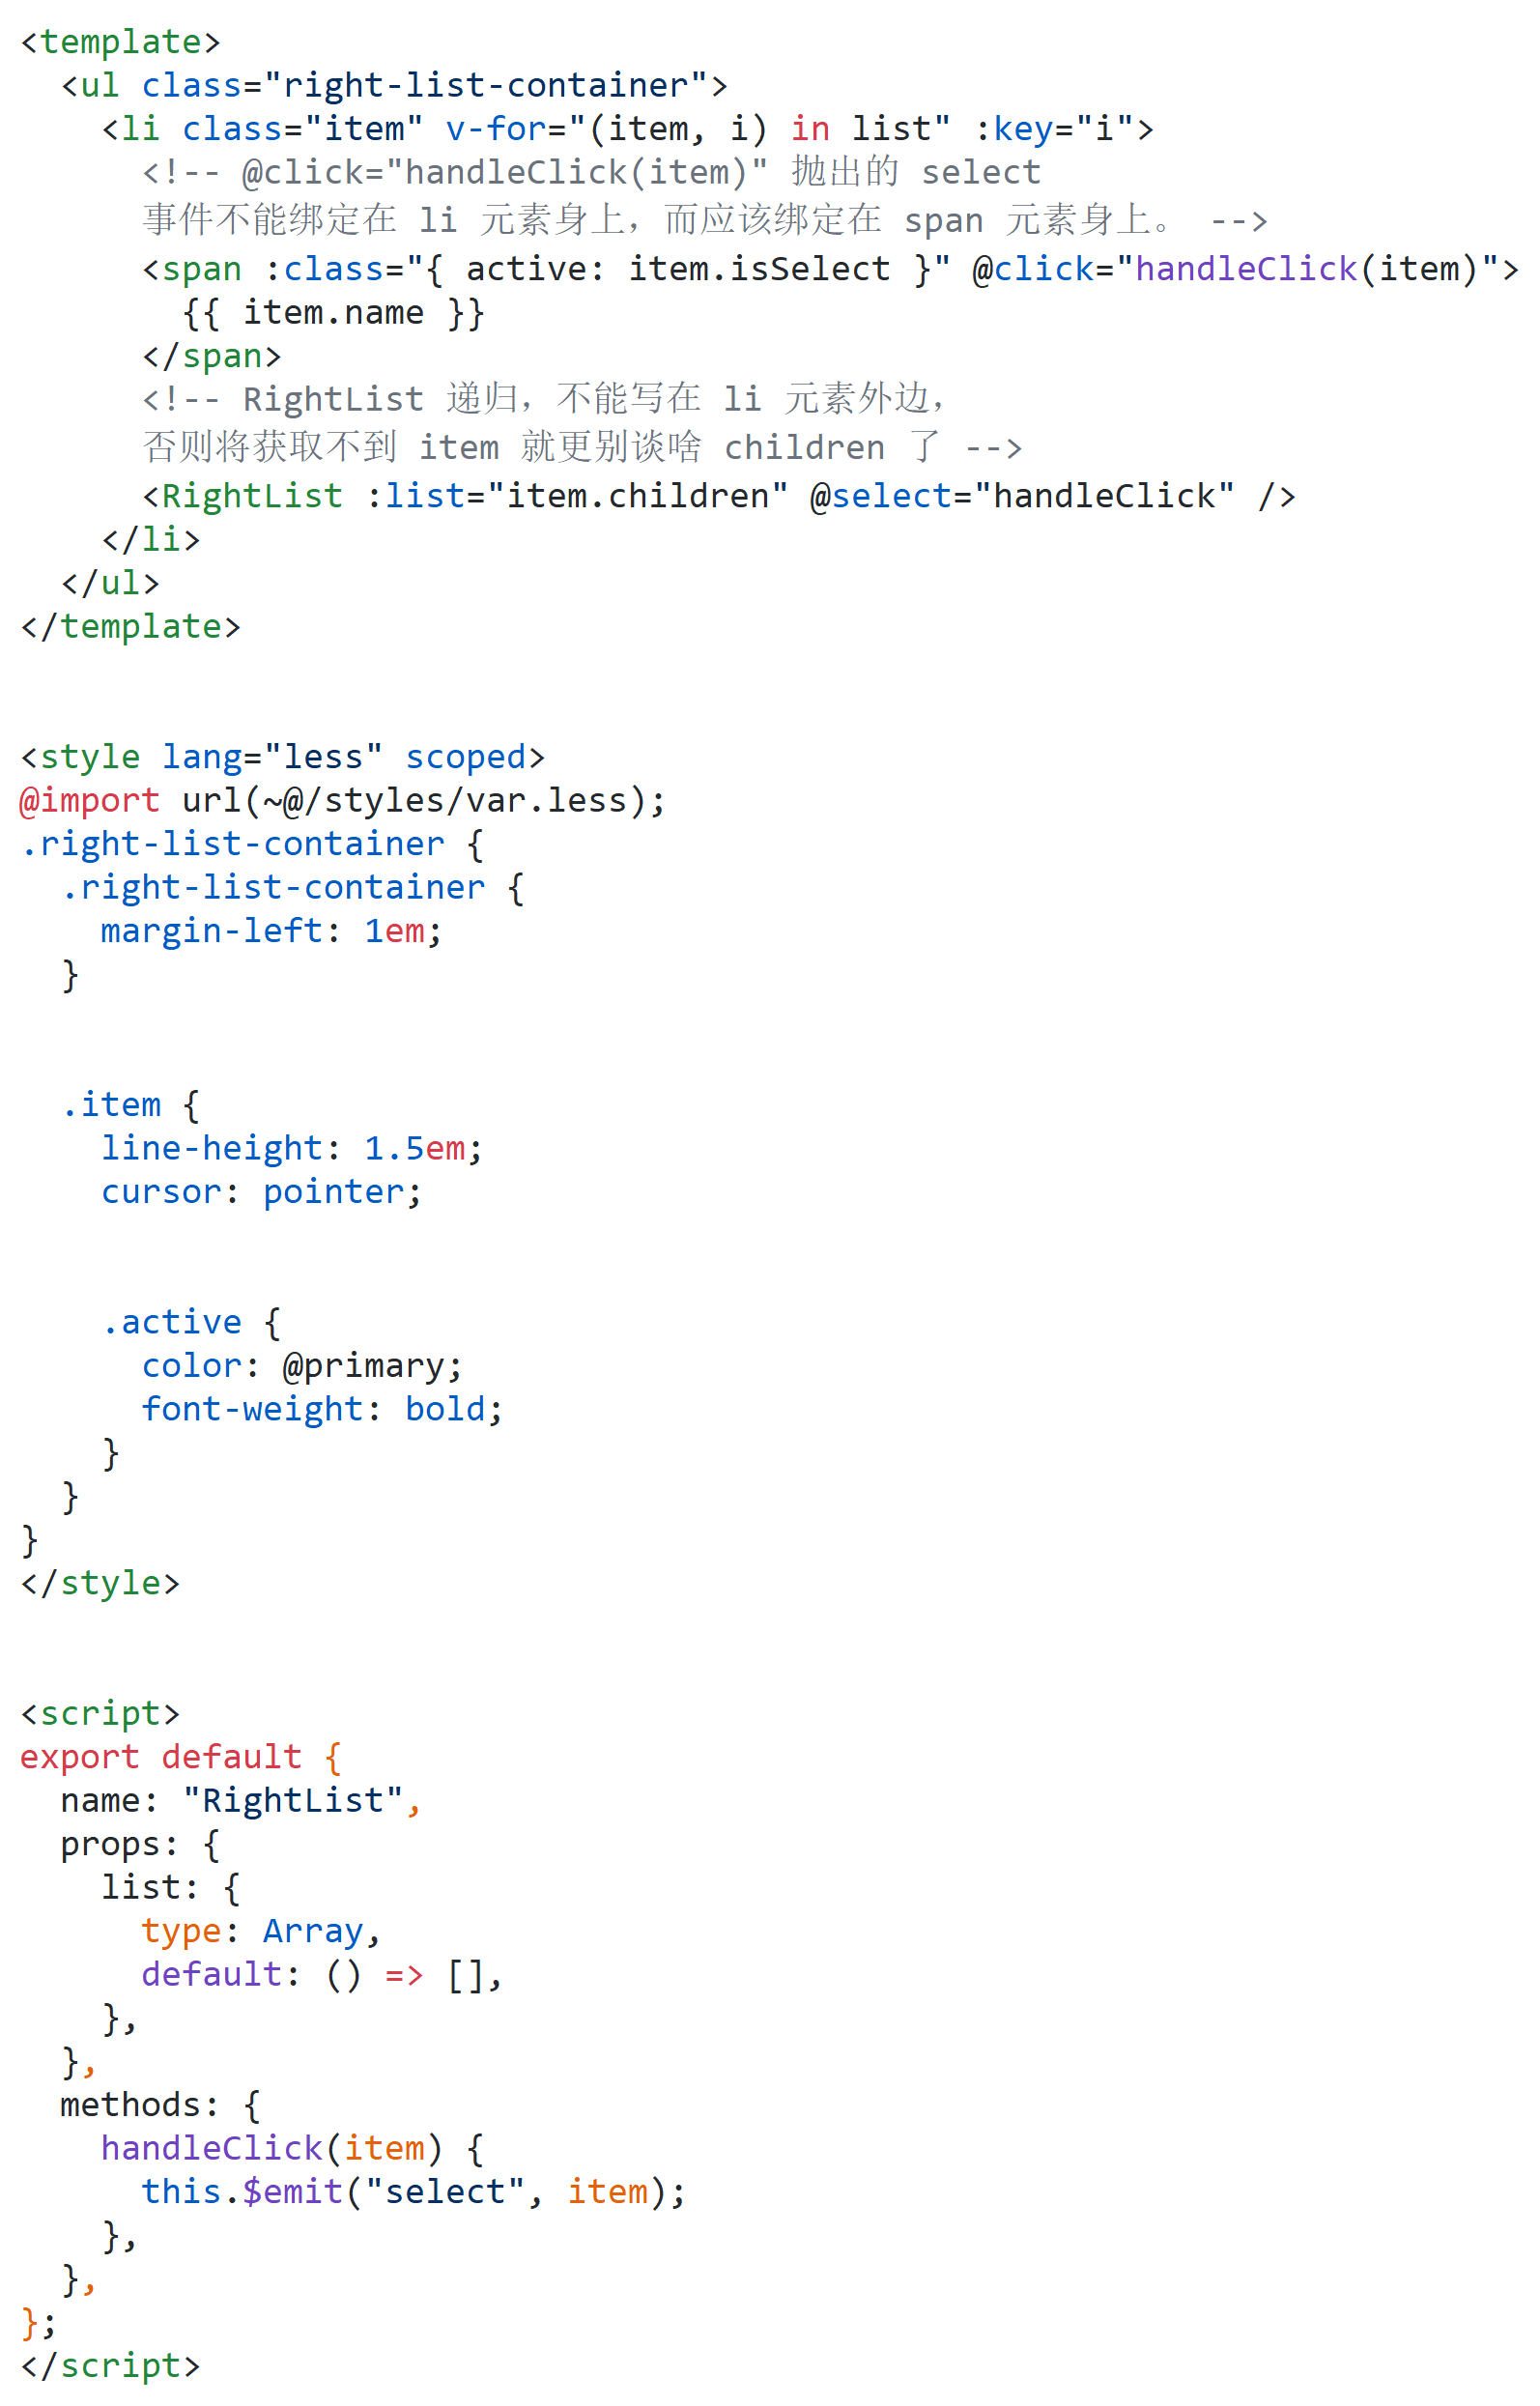 <template>
  <ul class="right-list-container">
    <li class="item" v-for="(item, i) in list" :key="i">
      <!-- @click="handleClick(item)" 抛出的 select
      事件不能绑定在 li 元素身上，而应该绑定在 span 元素身上。 -->
      <span :class="{ active: item.isSelect }" @click="handleClick(item)">
        {{ item.name }}
      </span>
      <!-- RightList 递归，不能写在 li 元素外边，
      否则将获取不到 item 就更别谈啥 children 了 -->
      <RightList :list="item.children" @select="handleClick" />
    </li>
  </ul>
</template>
<style lang="less" scoped>
@import url(~@/styles/var.less);
.right-list-container {
  .right-list-container {
    margin-left: 1em;
  }
  .item {
    line-height: 1.5em;
    cursor: pointer;
    .active {
      color: @primary;
      font-weight: bold;
    }
  }
}
</style>
<script>
export default {
  name: "RightList",
  props: {
    list: {
      type: Array,
      default: () => [],
    },
  },
  methods: {
    handleClick(item) {
      this.$emit("select", item);
    },
  },
};
</script>